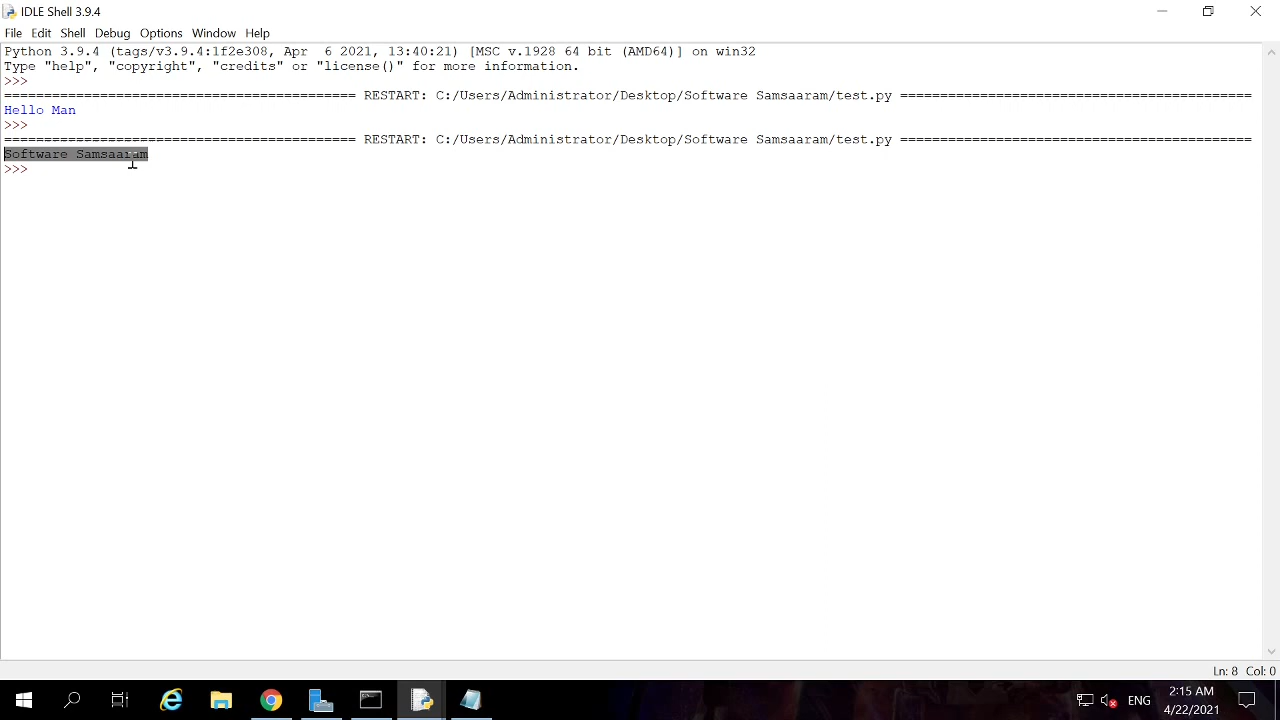 IDLE Shell 3.9.4
File Edit Shell Debug Options Window Help
Python 3.9.4 (tags/v3.9.4:1f2e308, Apr  6 2021, 13:40:21) [MSC v.1928 64 bit (AMD64)] on win32
Type "help", "copyright", "credits" or "license()" for more information.
>>>
============================================ RESTART: C:/Users/Administrator/Desktop/Software Samsaaram/test.py ============================================
Hello Man
>>>
============================================ RESTART: C:/Users/Administrator/Desktop/Software Samsaaram/test.py ============================================
Software Samsaaram
>>>
Ln: 8 Col: 0
ENG
2:15 AM
4/22/2021